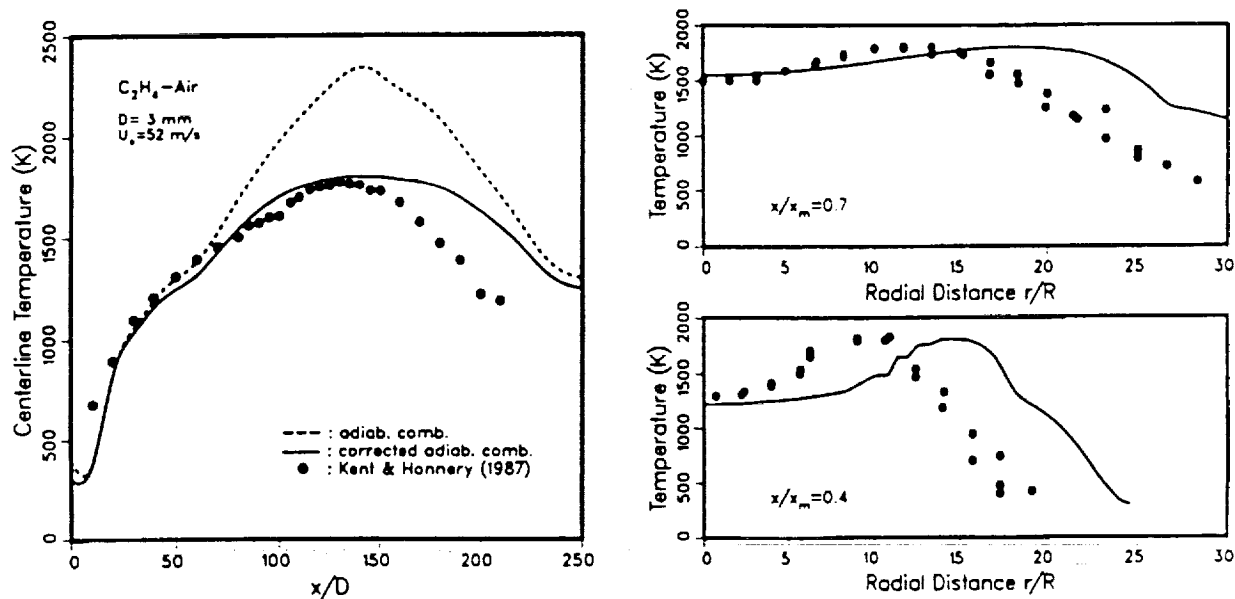 2500
2000
1500
1000
500
0
Centerline Temperature (K)
C₂H₄-Air
D= 3 mm
U₀=52 m/s
---- : adiab. comb.
— : corrected adiab. comb.
● : Kent & Honnery (1987)
0 50 100 150 200 250
x/D
2000
1500
1000
500
0
Temperature (K)
x/xₘ=0.7
0 5 10 15 20 25 30
Radial Distance r/R
2000
1500
1000
500
0
Temperature (K)
x/xₘ=0.4
0 5 10 15 20 25 30
Radial Distance r/R